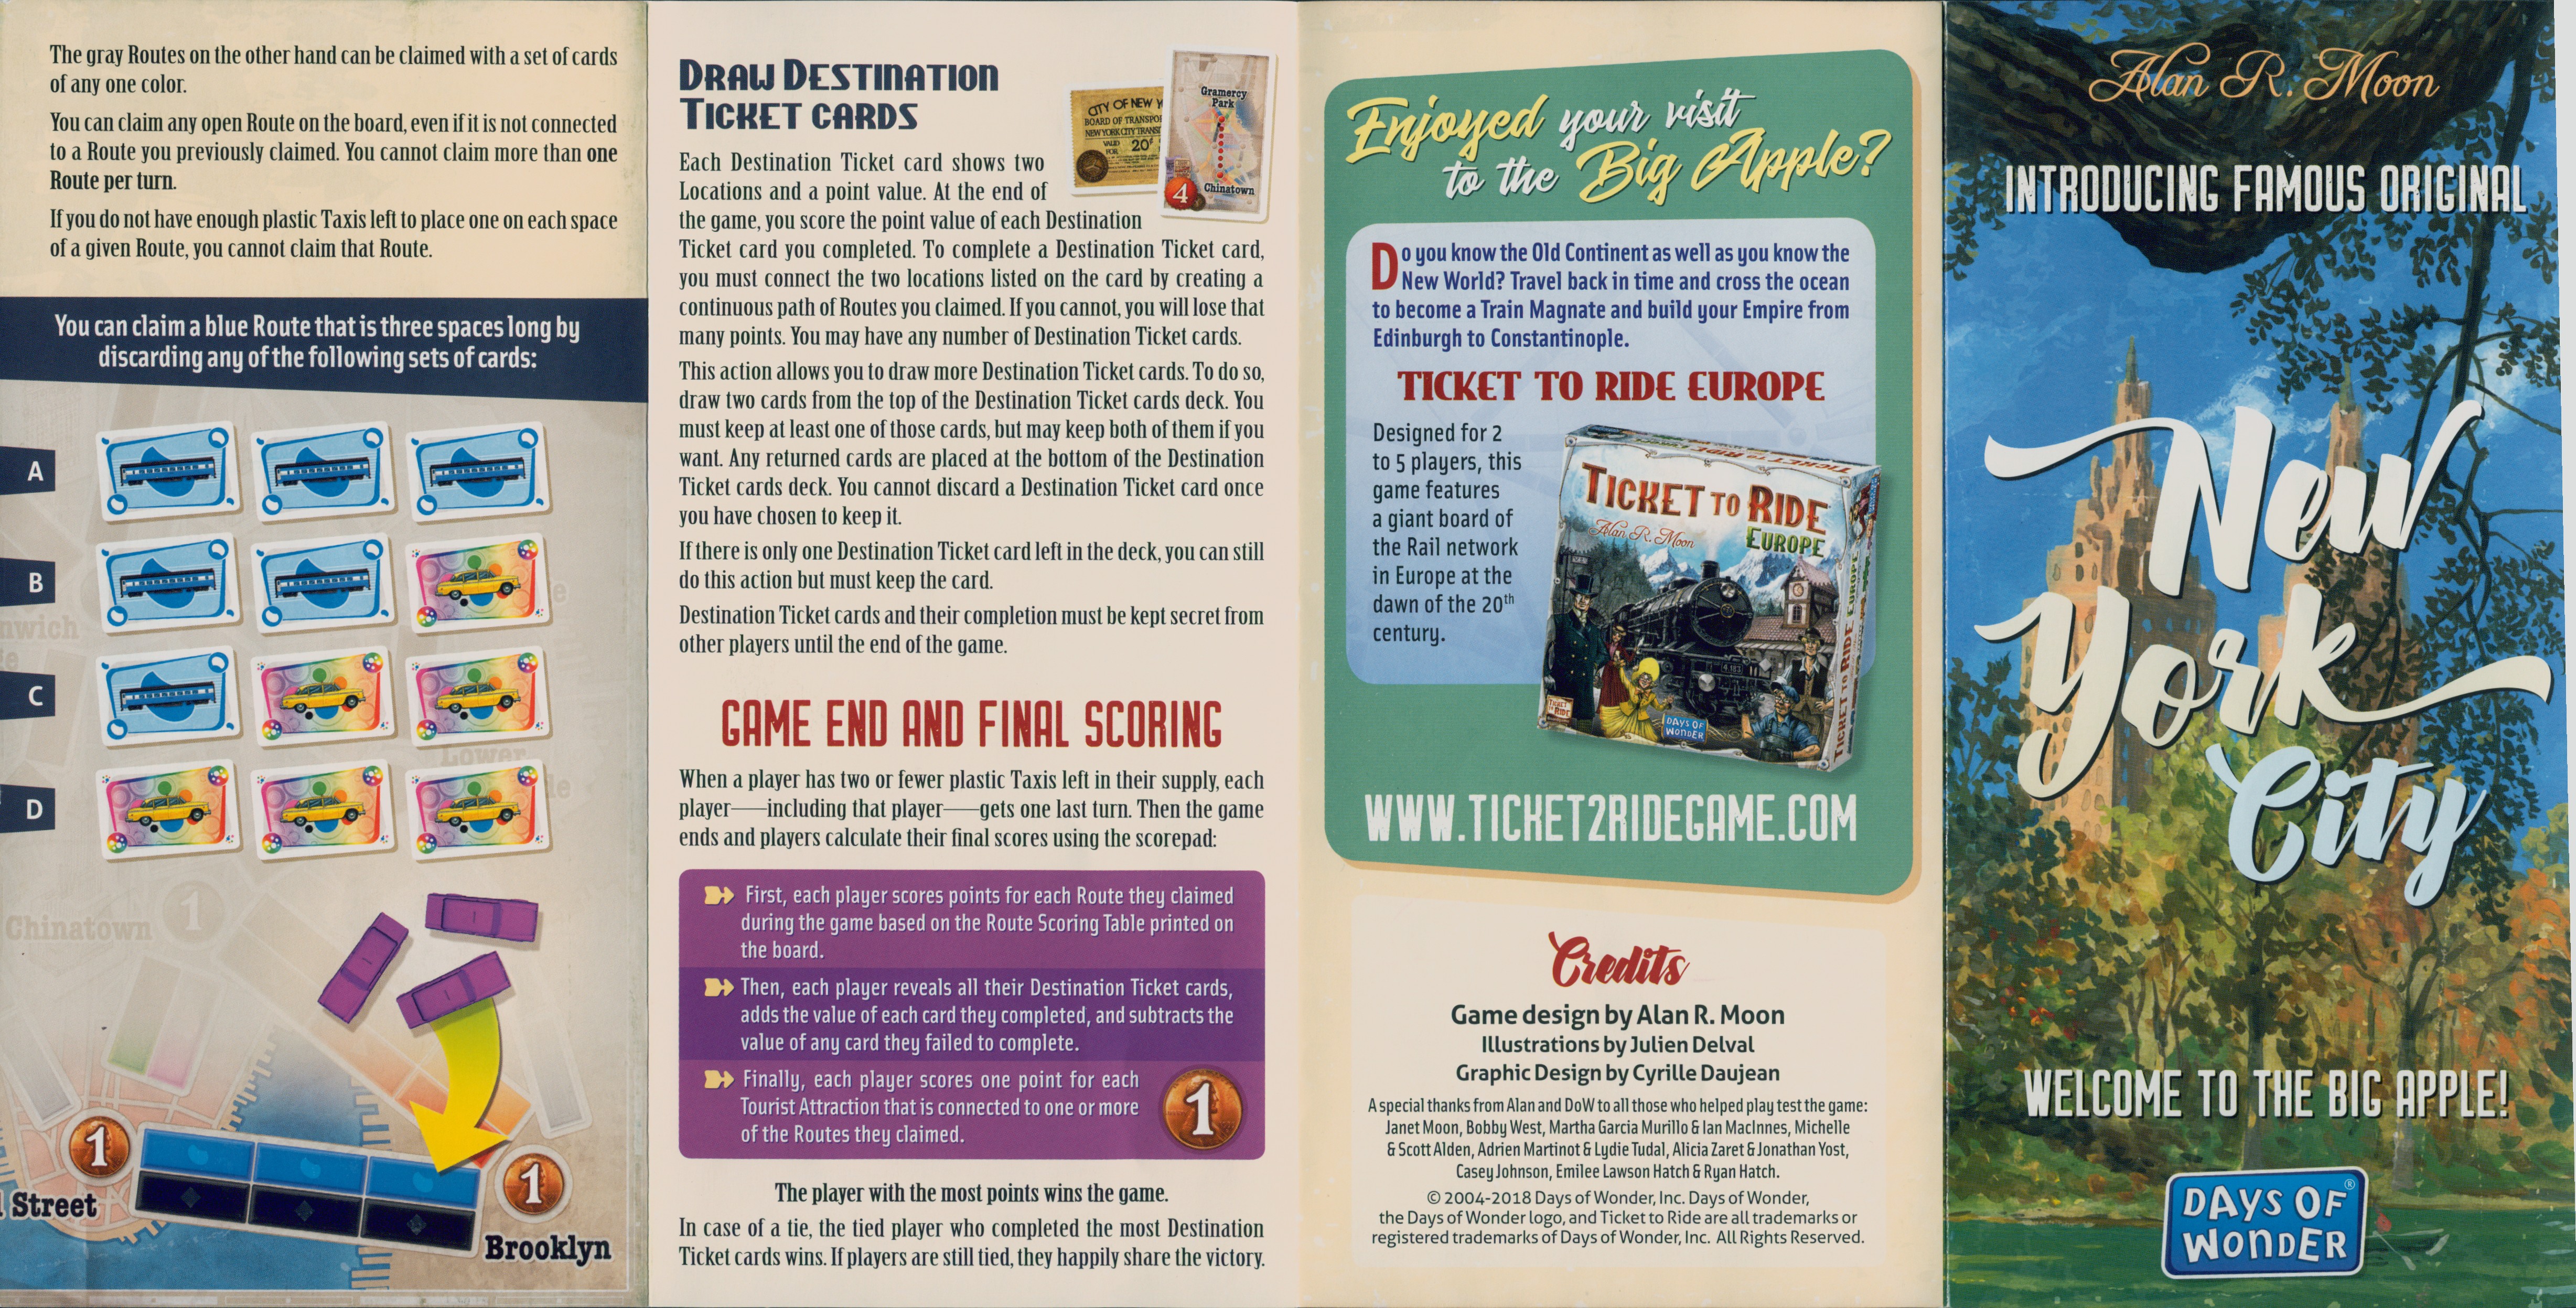 The gray Routes on the other hand can be claimed with a set of cards
of any one color.
You can claim any open Route on the board, even if it is not connected
to a Route you previously claimed. You cannot claim more than one
Route per turn.
If you do not have enough plastic Taxis left to place one on each space
of a given Route, you cannot claim that Route.
You can claim a blue Route that is three spaces long by
discarding any of the following sets of cards:
A
B
C
D
nwich
Lower
Chinatown
1
1
1
Street
Brooklyn
DRAW DESTINATION
TICKET CARDS
CITY OF NEW Y
BOARD OF TRANSPO
NEW YORK CITY TRANSI
VALID
FOR
20¢
Gramercy
Park
4
Chinatown
Each Destination Ticket card shows two
Locations and a point value. At the end of
the game, you score the point value of each Destination
Ticket card you completed. To complete a Destination Ticket card,
you must connect the two locations listed on the card by creating a
continuous path of Routes you claimed. If you cannot, you will lose that
many points. You may have any number of Destination Ticket cards.
This action allows you to draw more Destination Ticket cards. To do so,
draw two cards from the top of the Destination Ticket cards deck. You
must keep at least one of those cards, but may keep both of them if you
want. Any returned cards are placed at the bottom of the Destination
Ticket cards deck. You cannot discard a Destination Ticket card once
you have chosen to keep it.
If there is only one Destination Ticket card left in the deck, you can still
do this action but must keep the card.
Destination Ticket cards and their completion must be kept secret from
other players until the end of the game.
GAME END AND FINAL SCORING
When a player has two or fewer plastic Taxis left in their supply, each
player——including that player——gets one last turn. Then the game
ends and players calculate their final scores using the scorepad:
First, each player scores points for each Route they claimed
during the game based on the Route Scoring Table printed on
the board.
Then, each player reveals all their Destination Ticket cards,
adds the value of each card they completed, and subtracts the
value of any card they failed to complete.
Finally, each player scores one point for each
Tourist Attraction that is connected to one or more
of the Routes they claimed.
1
The player with the most points wins the game.
In case of a tie, the tied player who completed the most Destination
Ticket cards wins. If players are still tied, they happily share the victory.
Enjoyed your visit
to the Big Apple?
Do you know the Old Continent as well as you know the
New World? Travel back in time and cross the ocean
to become a Train Magnate and build your Empire from
Edinburgh to Constantinople.
TICKET TO RIDE EUROPE
Designed for 2
to 5 players, this
game features
a giant board of
the Rail network
in Europe at the
dawn of the 20th
century.
TICKET TO RIDE
TICKET TO RIDE
Alan R. Moon
EUROPE
4.183
TICKET TO RIDE
DAYS OF
WONDER
TICKET TO RIDE EUROPE
WWW.TICKET2RIDEGAME.COM
Credits
Game design by Alan R. Moon
Illustrations by Julien Delval
Graphic Design by Cyrille Daujean
A special thanks from Alan and DoW to all those who helped play test the game:
Janet Moon, Bobby West, Martha Garcia Murillo & Ian MacInnes, Michelle
& Scott Alden, Adrien Martinot & Lydie Tudal, Alicia Zaret & Jonathan Yost,
Casey Johnson, Emilee Lawson Hatch & Ryan Hatch.
© 2004-2018 Days of Wonder, Inc. Days of Wonder,
the Days of Wonder logo, and Ticket to Ride are all trademarks or
registered trademarks of Days of Wonder, Inc. All Rights Reserved.
Alan R. Moon
INTRODUCING FAMOUS ORIGINAL
New
York
City
WELCOME TO THE BIG APPLE!
DAYS OF®
WONDER